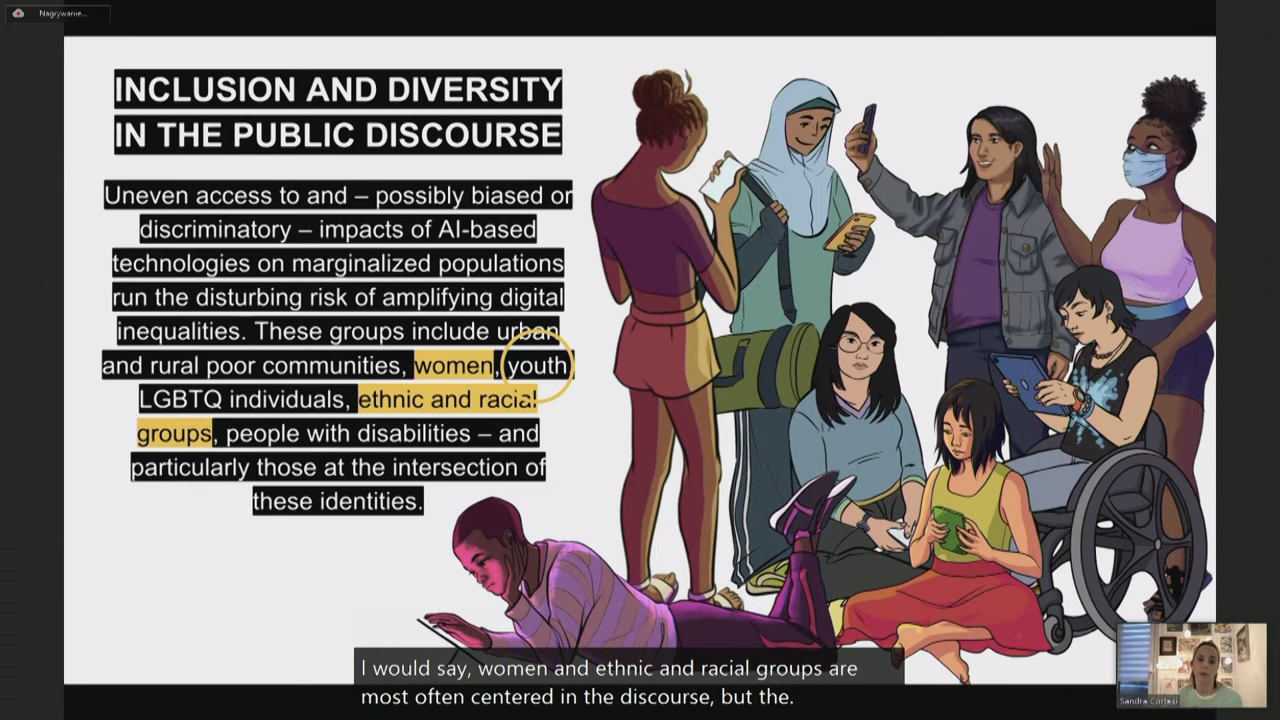 Nagrywanie...
INCLUSION AND DIVERSITY
IN THE PUBLIC DISCOURSE
Uneven access to and – possibly biased or
discriminatory – impacts of AI-based
technologies on marginalized populations
run the disturbing risk of amplifying digital
inequalities. These groups include urban
and rural poor communities, women, youth
LGBTQ individuals, ethnic and racial
groups, people with disabilities – and
particularly those at the intersection of
these identities.
I would say, women and ethnic and racial groups are
most often centered in the discourse, but the.
Sandra Cortesi